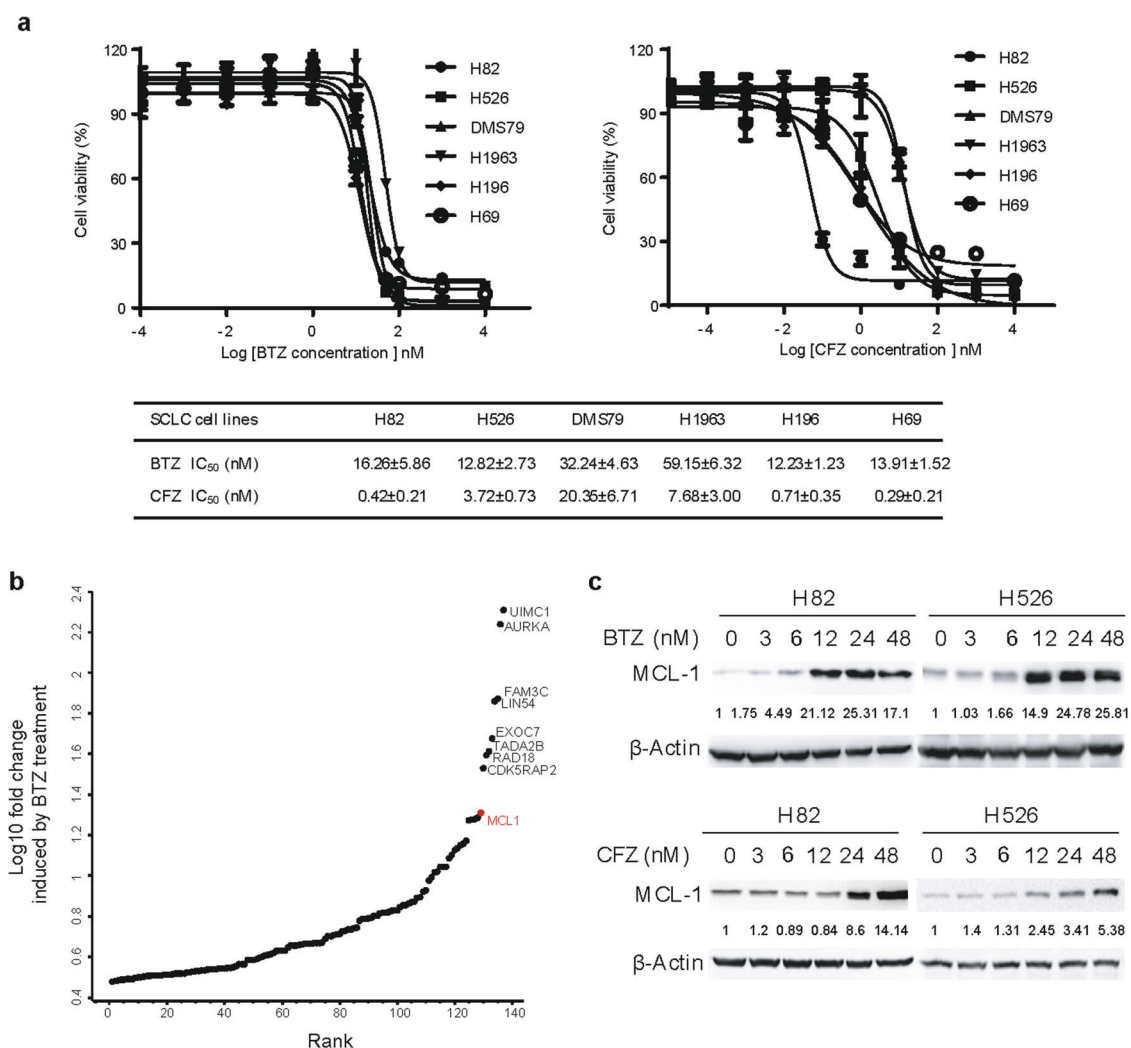 a
120
90
60
30
0
Cell viability (%)
-4 -2 0 2 4
Log [BTZ concentration ] nM
H82
H526
DMS79
H1963
H196
H69
120
90
60
30
0
Cell viability (%)
-4 -2 0 2 4
Log [CFZ concentration ] nM
H82
H526
DMS79
H1963
H196
H69
SCLC cell lines H82 H526 DMS79 H1963 H196 H69
BTZ IC50 (nM) 16.26±5.86 12.82±2.73 32.24±4.63 59.15±6.32 12.23±1.23 13.91±1.52
CFZ IC50 (nM) 0.42±0.21 3.72±0.73 20.35±6.71 7.68±3.00 0.71±0.35 0.29±0.21
b
Log10 fold change
induced by BTZ treatment
2.4
2.2
2
1.8
1.6
1.4
1.2
1
0.8
0.6
0.4
UIMC1
AURKA
FAM3C
LIN54
EXOC7
TADA2B
RAD18
CDK5RAP2
MCL1
0 20 40 60 80 100 120 140
Rank
c
H82 H526
BTZ (nM) 0 3 6 12 24 48 0 3 6 12 24 48
MCL-1
1 1.75 4.49 21.12 25.31 17.1 1 1.03 1.66 14.9 24.78 25.81
β-Actin
H82 H526
CFZ (nM) 0 3 6 12 24 48 0 3 6 12 24 48
MCL-1
1 1.2 0.89 0.84 8.6 14.14 1 1.4 1.31 2.45 3.41 5.38
β-Actin